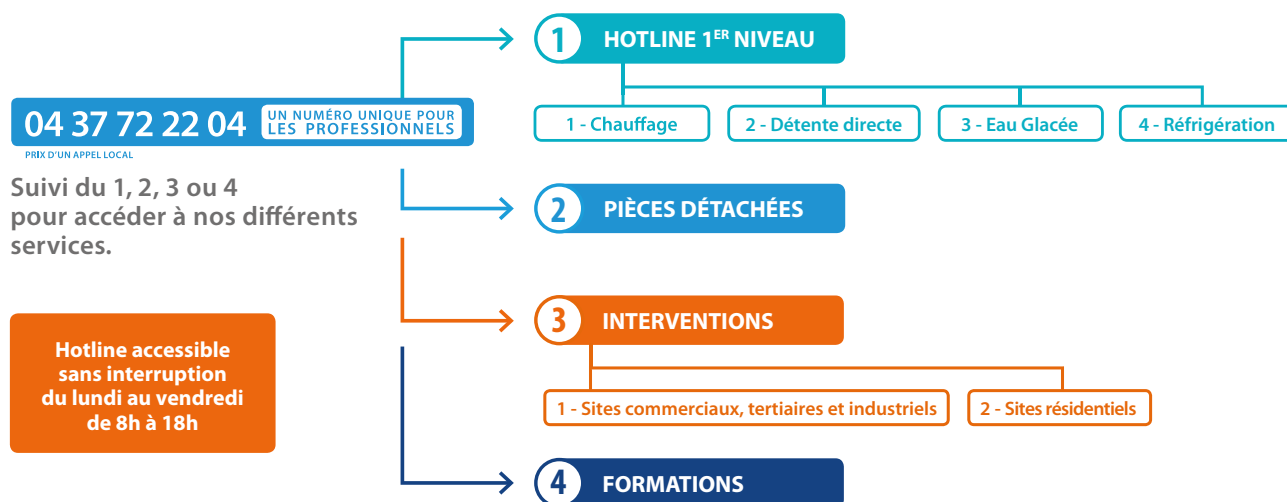 04 37 72 22 04
UN NUMÉRO UNIQUE POUR
LES PROFESSIONNELS
PRIX D'UN APPEL LOCAL
Suivi du 1, 2, 3 ou 4
pour accéder à nos différents
services.
Hotline accessible
sans interruption
du lundi au vendredi
de 8h à 18h
1 HOTLINE 1ER NIVEAU
1 - Chauffage
2 - Détente directe
3 - Eau Glacée
4 - Réfrigération
2 PIÈCES DÉTACHÉES
3 INTERVENTIONS
1 - Sites commerciaux, tertiaires et industriels
2 - Sites résidentiels
4 FORMATIONS